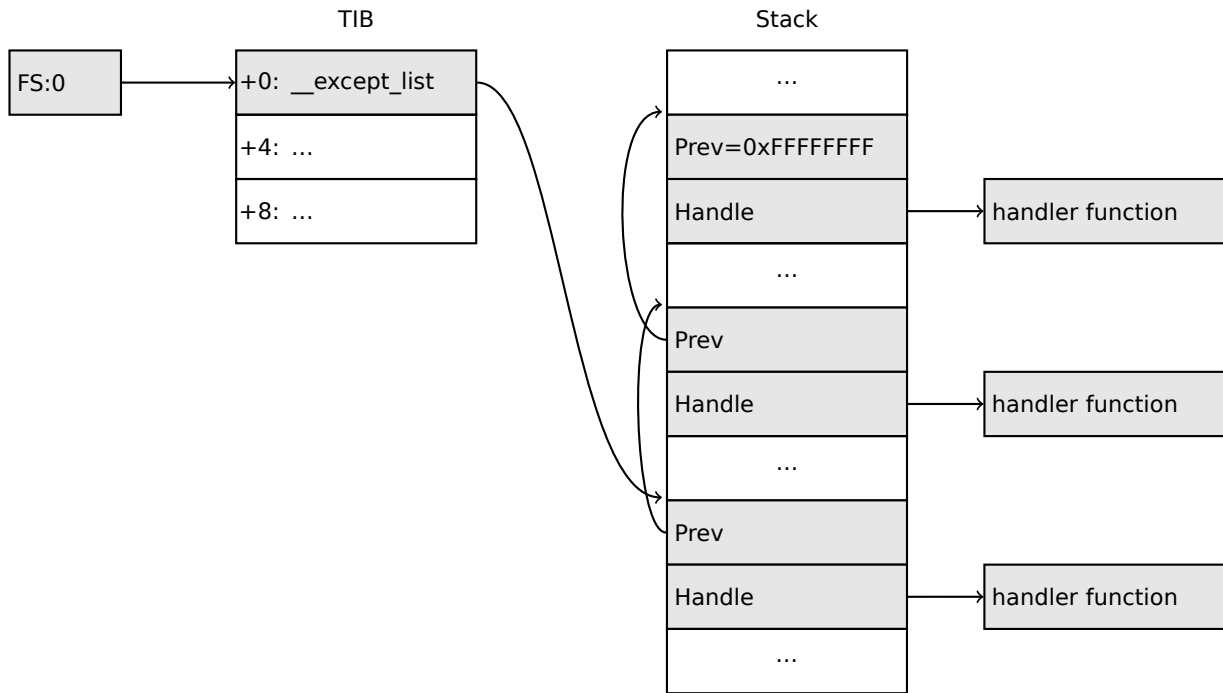 TIB
Stack
FS:0
+0: __except_list
+4: …
+8: …
…
Prev=0xFFFFFFFF
Handle
handler function
…
Prev
Handle
handler function
…
Prev
Handle
handler function
…